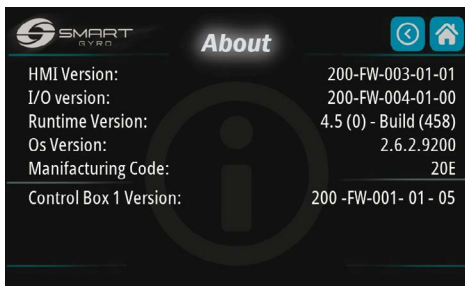 SMART
GYRO
About
HMI Version: 200-FW-003-01-01
I/O version: 200-FW-004-01-00
Runtime Version: 4.5 (0) - Build (458)
Os Version: 2.6.2.9200
Manifacturing Code: 20E
Control Box 1 Version: 200 -FW-001- 01 - 05